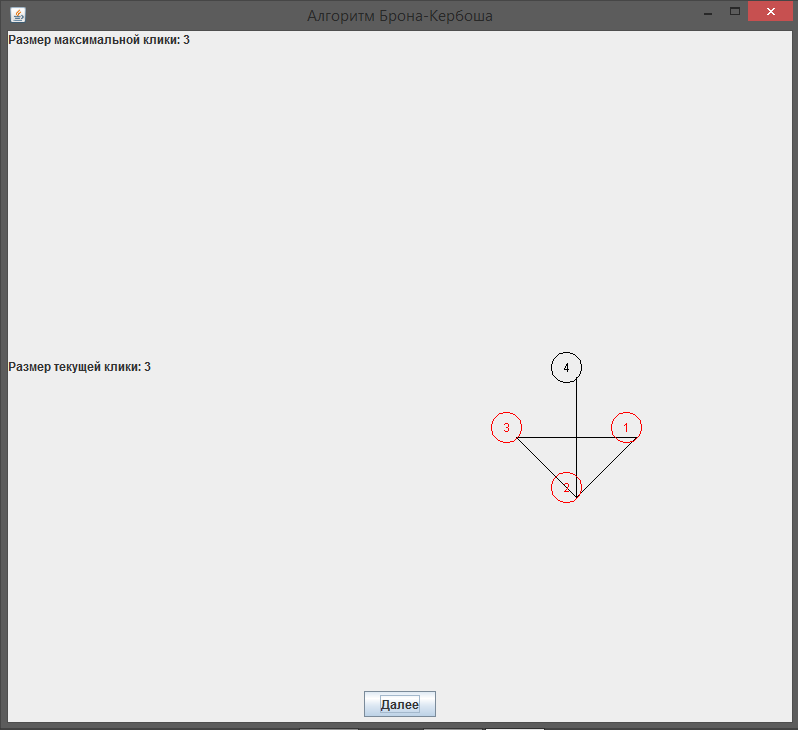 Алгоритм Брона-Кербоша
Размер максимальной клики: 3
Размер текущей клики: 3
4
3
1
2
Далее